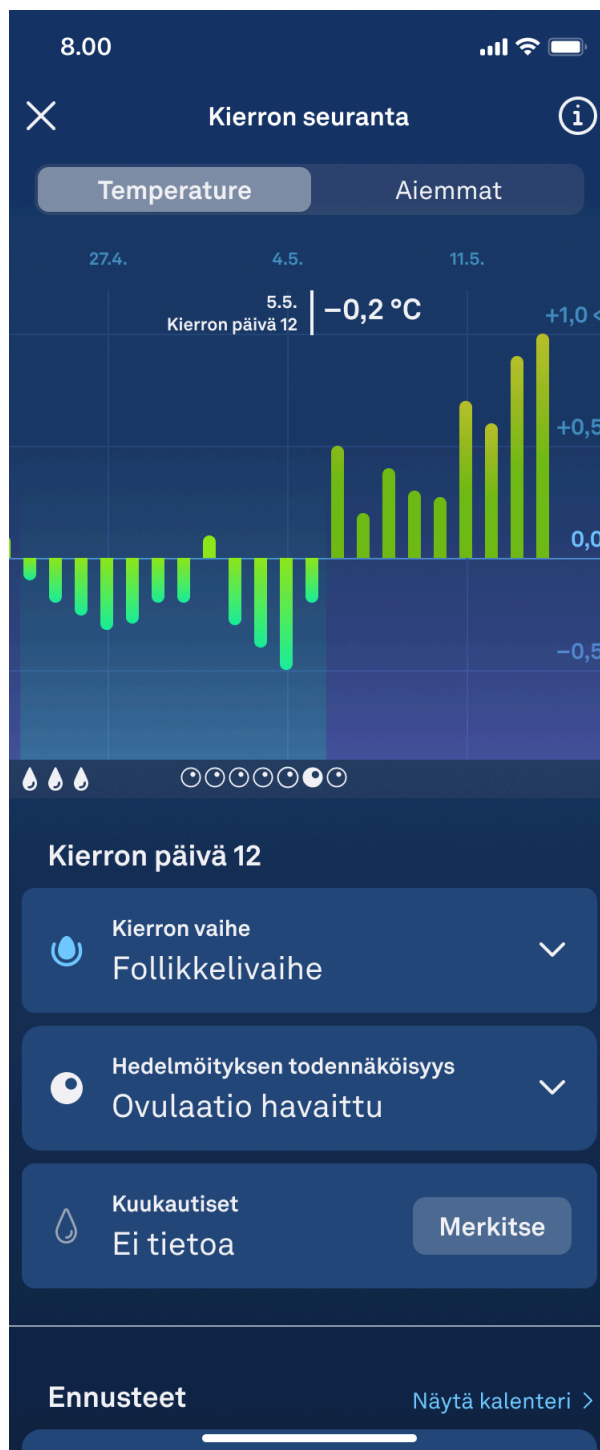 8.00
Kierron seuranta
Temperature
Aiemmat
27.4.
4.5.
11.5.
5.5.
Kierron päivä 12
−0,2 °C
+1,0 <
+0,5
0,0
−0,5
Kierron päivä 12
Kierron vaihe
Follikkelivaihe
Hedelmöityksen todennäköisyys
Ovulaatio havaittu
Kuukautiset
Ei tietoa
Merkitse
Ennusteet
Näytä kalenteri >